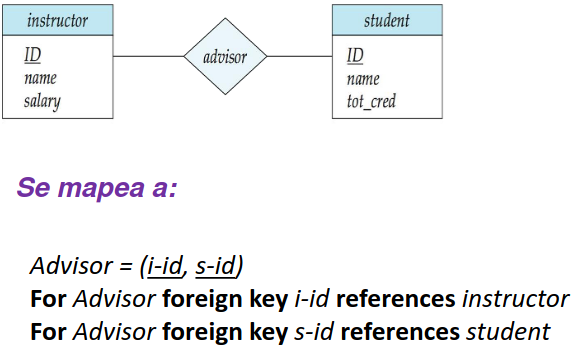 instructor
ID
name
salary
advisor
student
ID
name
tot_cred
Se mapea a:
Advisor = (i-id, s-id)
For Advisor foreign key i-id references instructor
For Advisor foreign key s-id references student